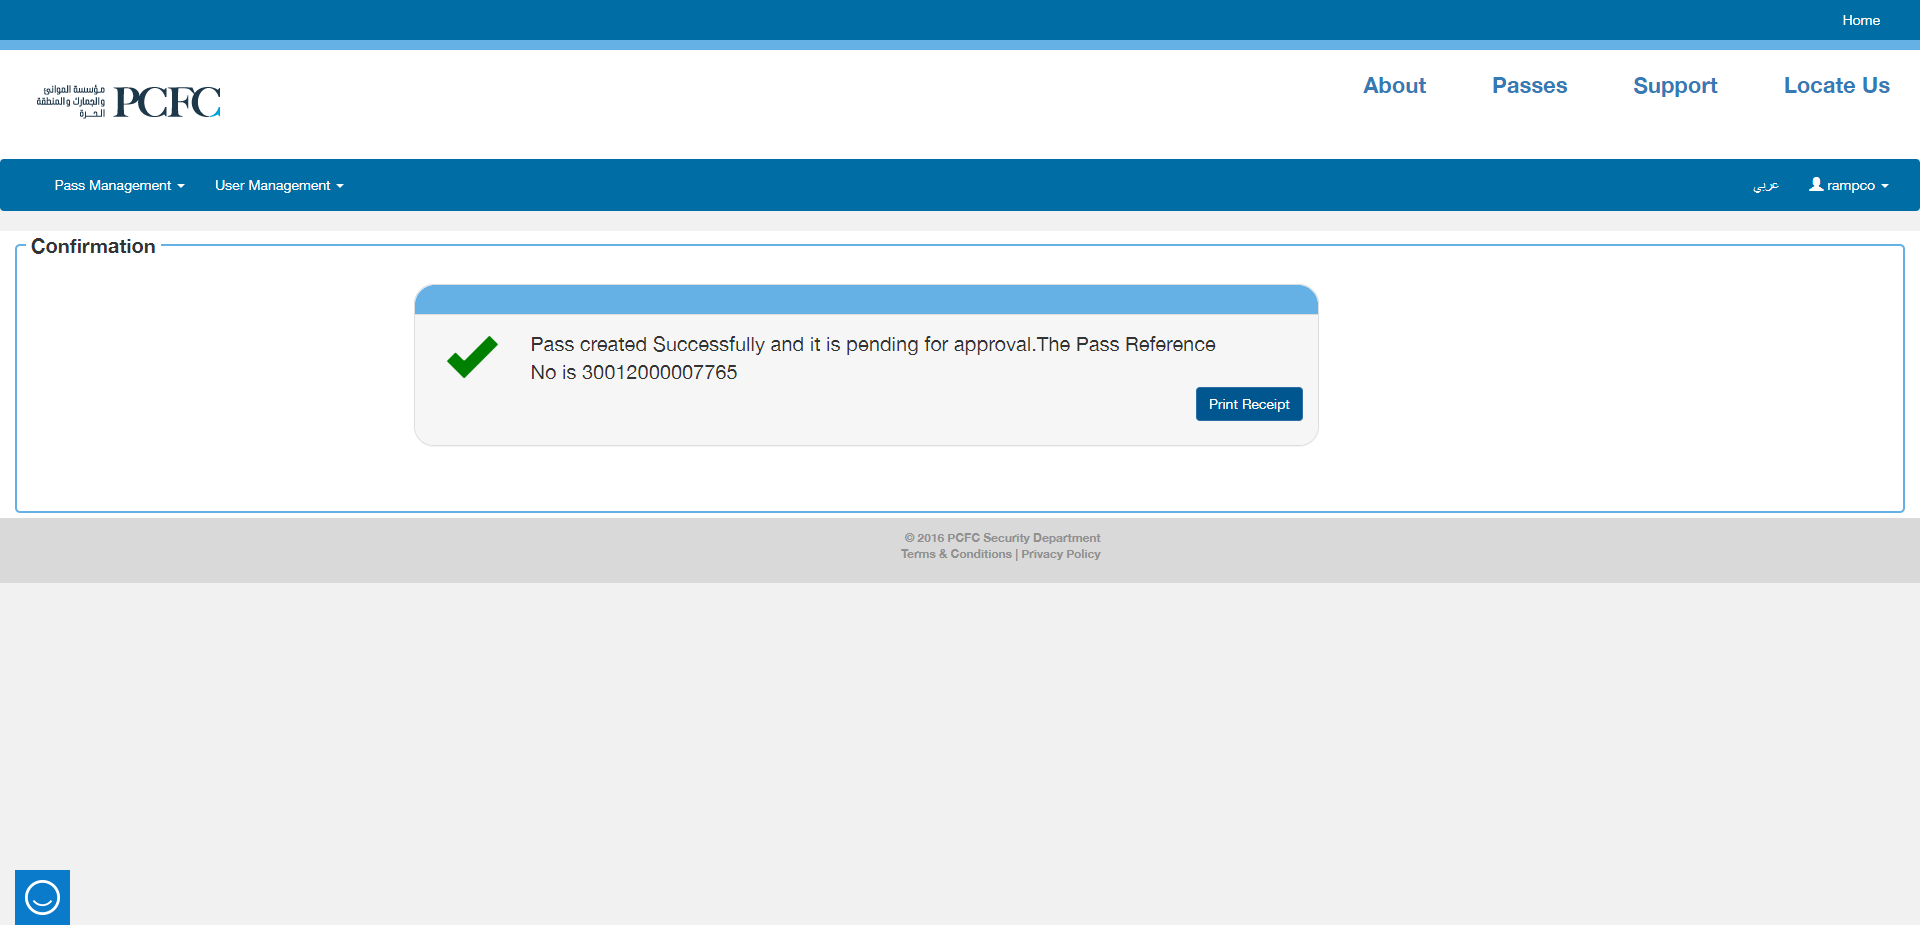 Home
مؤسسة الموانئ
والجمارك والمنطقة
الحـــرة
PCFC
About
Passes
Support
Locate Us
Pass Management
User Management
عربي
rampco
Confirmation
Pass created Successfully and it is pending for approval.The Pass Reference
No is 30012000007765
Print Receipt
© 2016 PCFC Security Department
Terms & Conditions | Privacy Policy